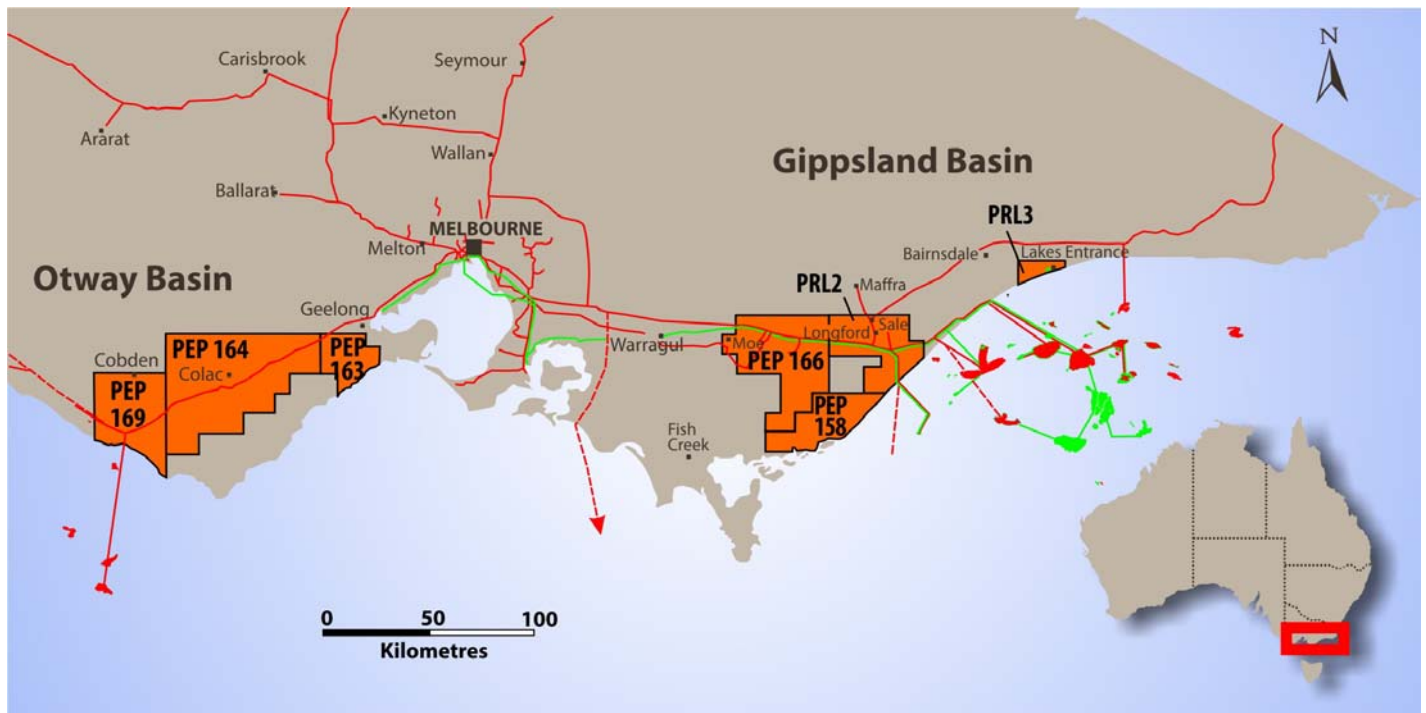 N
Carisbrook
Seymour
Kyneton
Ararat
Wallan
Gippsland Basin
Ballarat
PRL3
MELBOURNE
Melton
Bairnsdale
Lakes Entrance
Otway Basin
PRL2
Maffra
Geelong
Sale
Longford
Warragul
Moe
PEP 164
PEP
163
PEP 166
Cobden
Colac
PEP
169
PEP
158
Fish
Creek
0 50 100
Kilometres